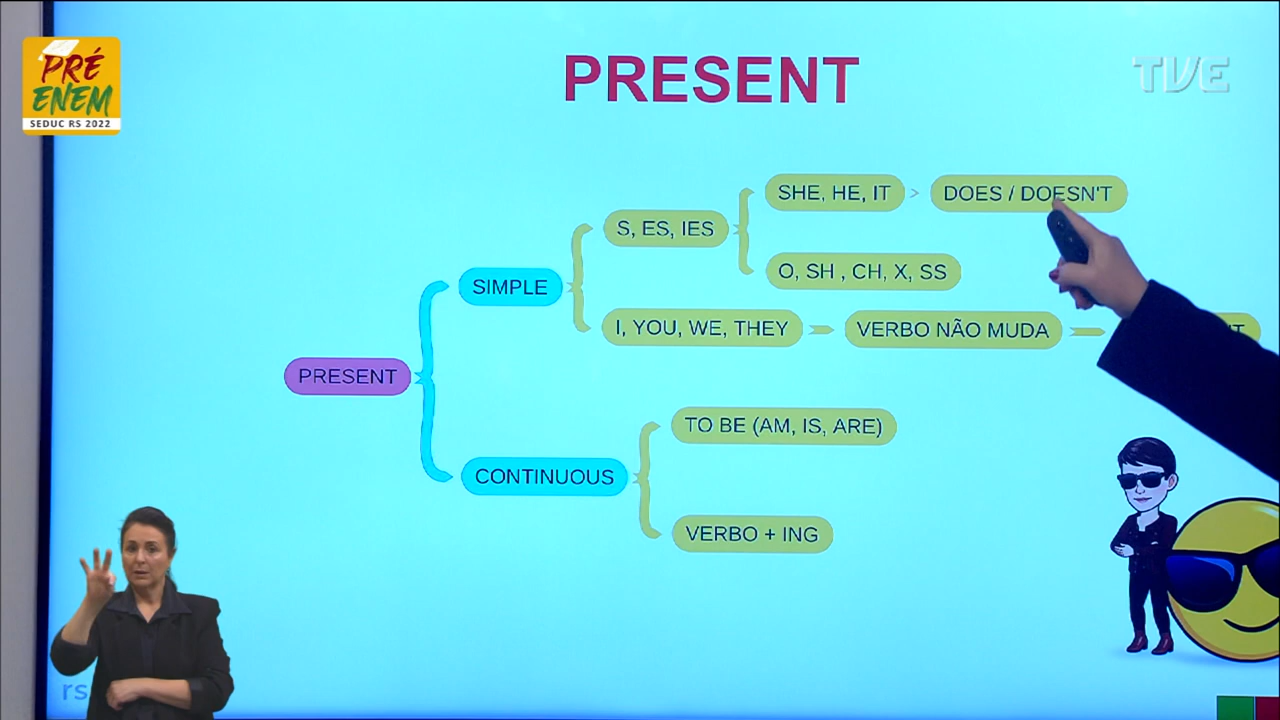 PRÉ
ENEM
SEDUC RS 2022
TVE
PRESENT
SHE, HE, IT > DOES / DOESN'T
S, ES, IES
O, SH , CH, X, SS
SIMPLE
I, YOU, WE, THEY
VERBO NÃO MUDA
PRESENT
TO BE (AM, IS, ARE)
CONTINUOUS
VERBO + ING
rs